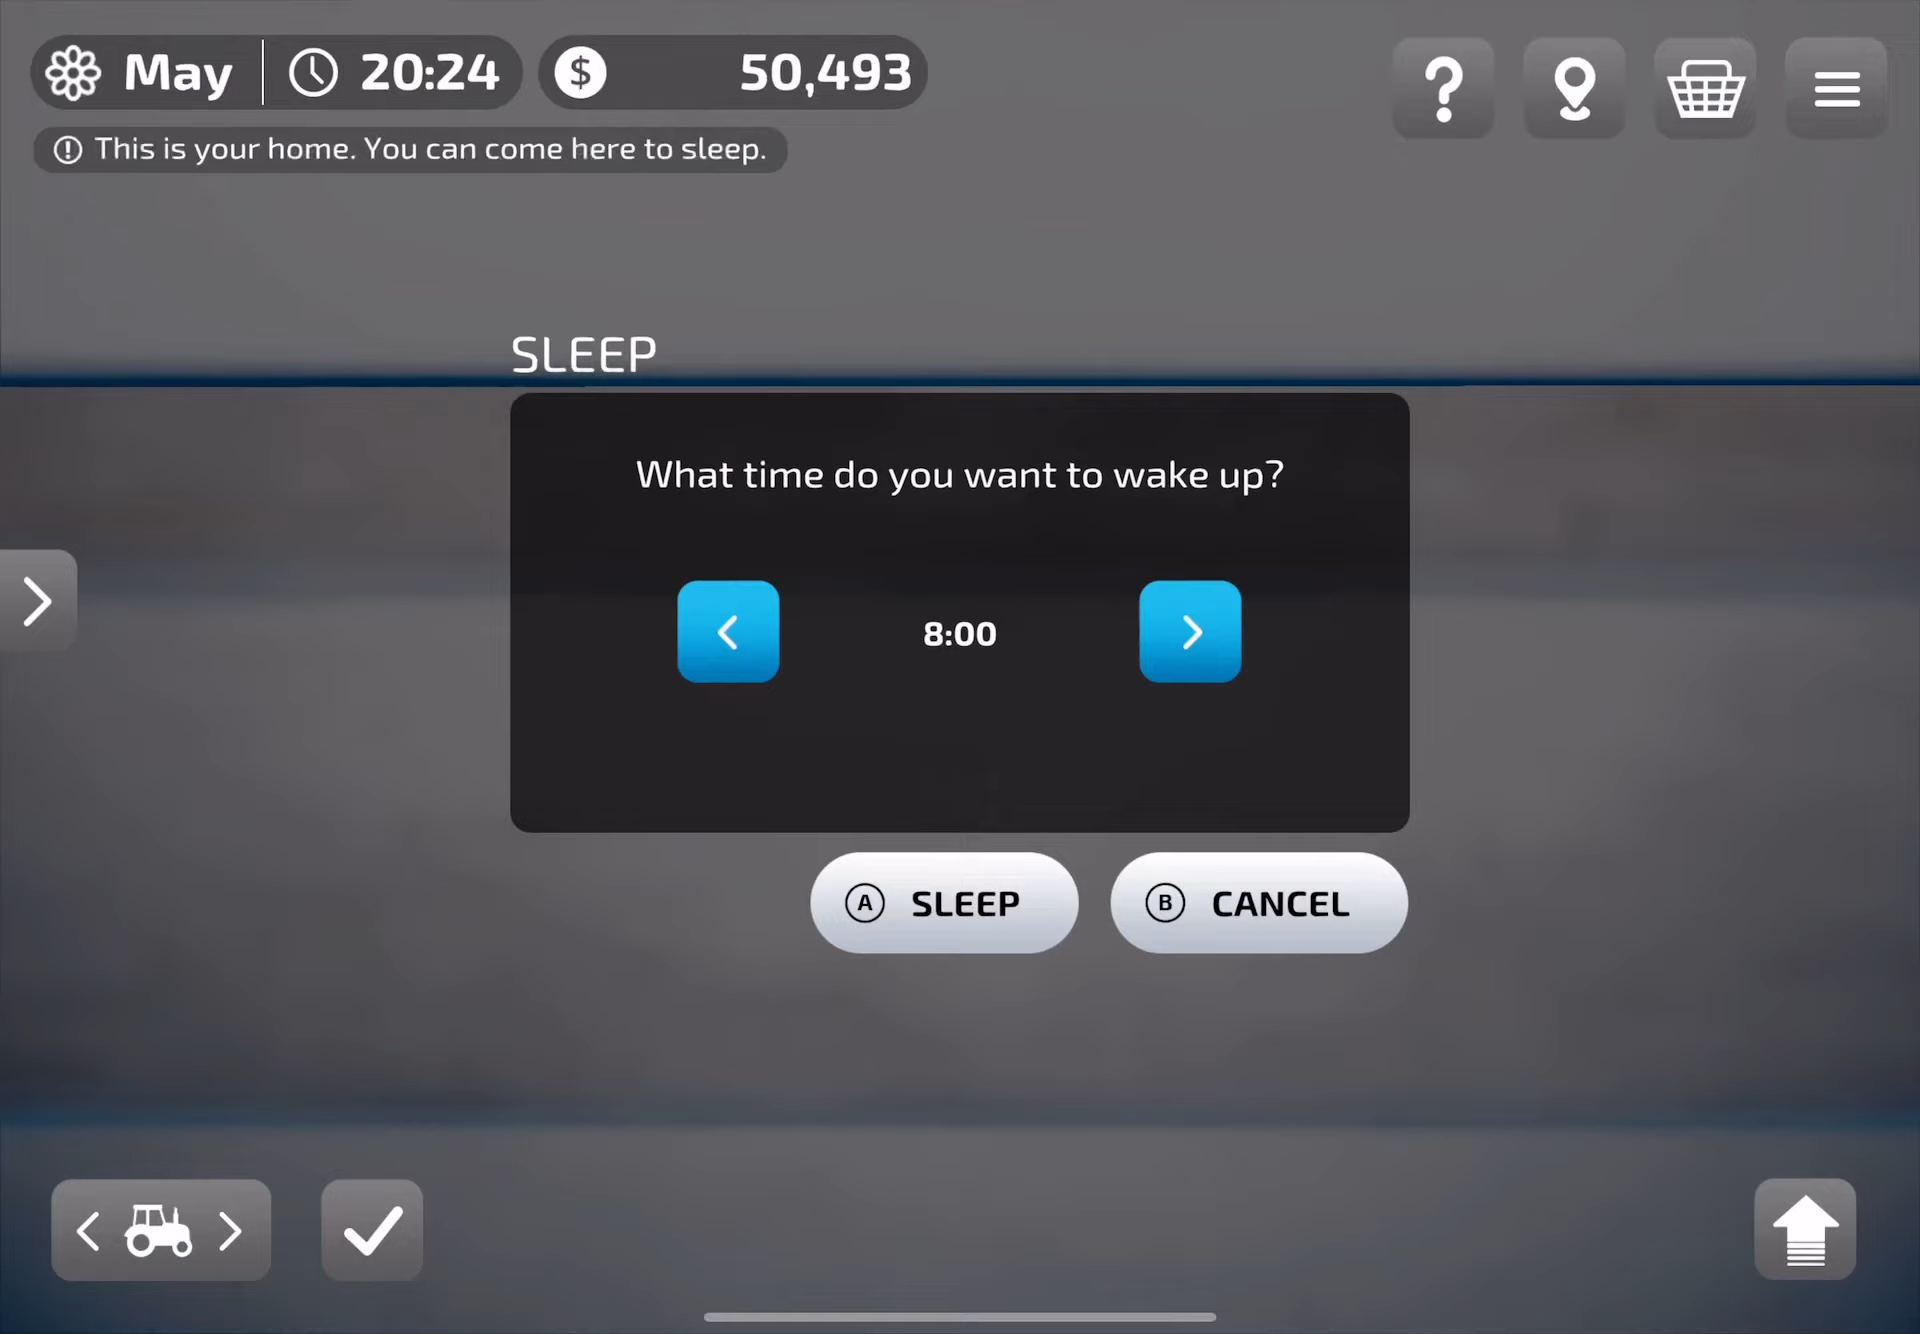 May 20:24 $ 50,493
This is your home. You can come here to sleep.
SLEEP
What time do you want to wake up?
8:00
A SLEEP B CANCEL